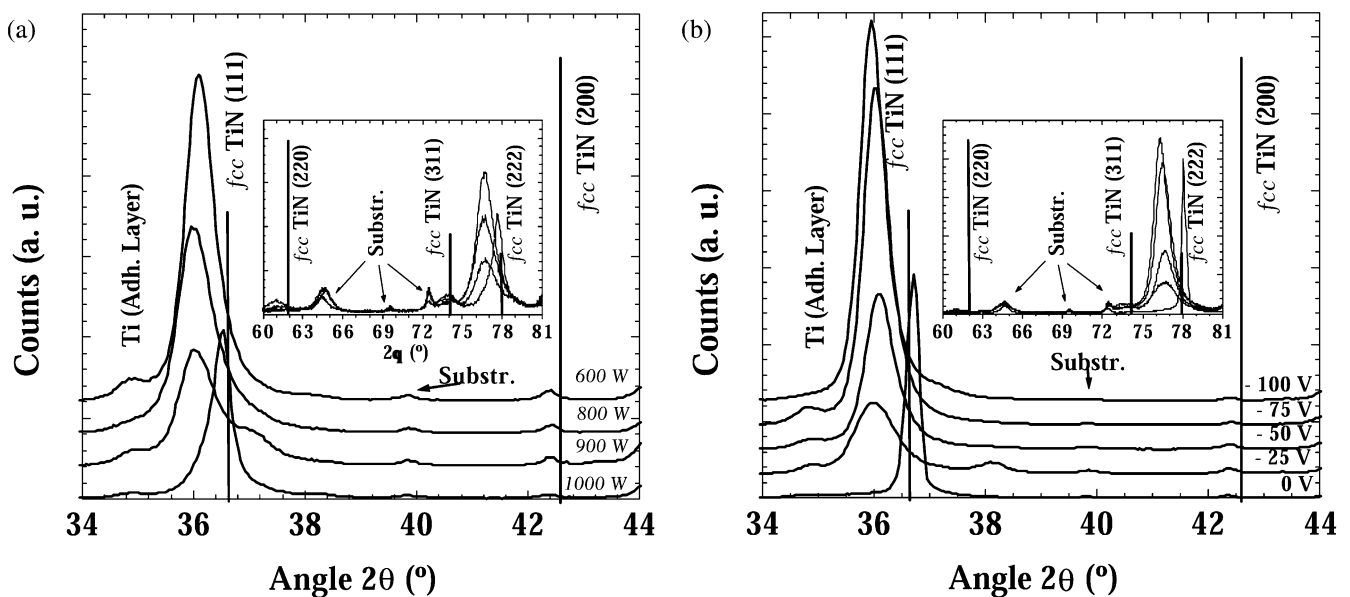 (a)
Counts (a. u.)
Ti (Adh. Layer)
fcc TiN (111)
fcc TiN (200)
fcc TiN (220)
Substr.
fcc TiN (311)
fcc TiN (222)
60 63 66 69 72 75 78 81
2q (º)
Substr.
600 W
800 W
900 W
1000 W
34 36 38 40 42 44
Angle 2θ (º)
(b)
Counts (a. u.)
Ti (Adh. Layer)
fcc TiN (111)
fcc TiN (200)
fcc TiN (220)
Substr.
fcc TiN (311)
fcc TiN (222)
60 63 66 69 72 75 78 81
Substr.
- 100 V
- 75 V
- 50 V
- 25 V
0 V
34 36 38 40 42 44
Angle 2θ (º)